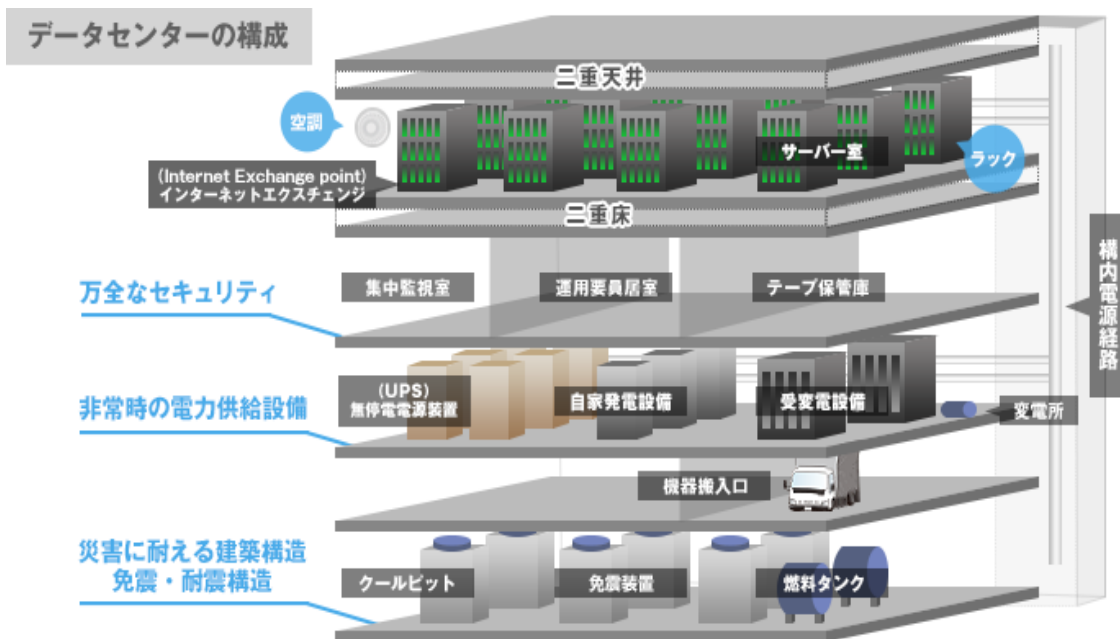 データセンターの構成
二重天井
空調
サーバー室
ラック
(Internet Exchange point)
インターネットエクスチェンジ
二重床
構内電源経路
万全なセキュリティ
集中監視室
運用要員居室
テープ保管庫
非常時の電力供給設備
(UPS)
無停電電源装置
自家発電設備
受変電設備
変電所
機器搬入口
災害に耐える建築構造
免震・耐震構造
クールピット
免震装置
燃料タンク